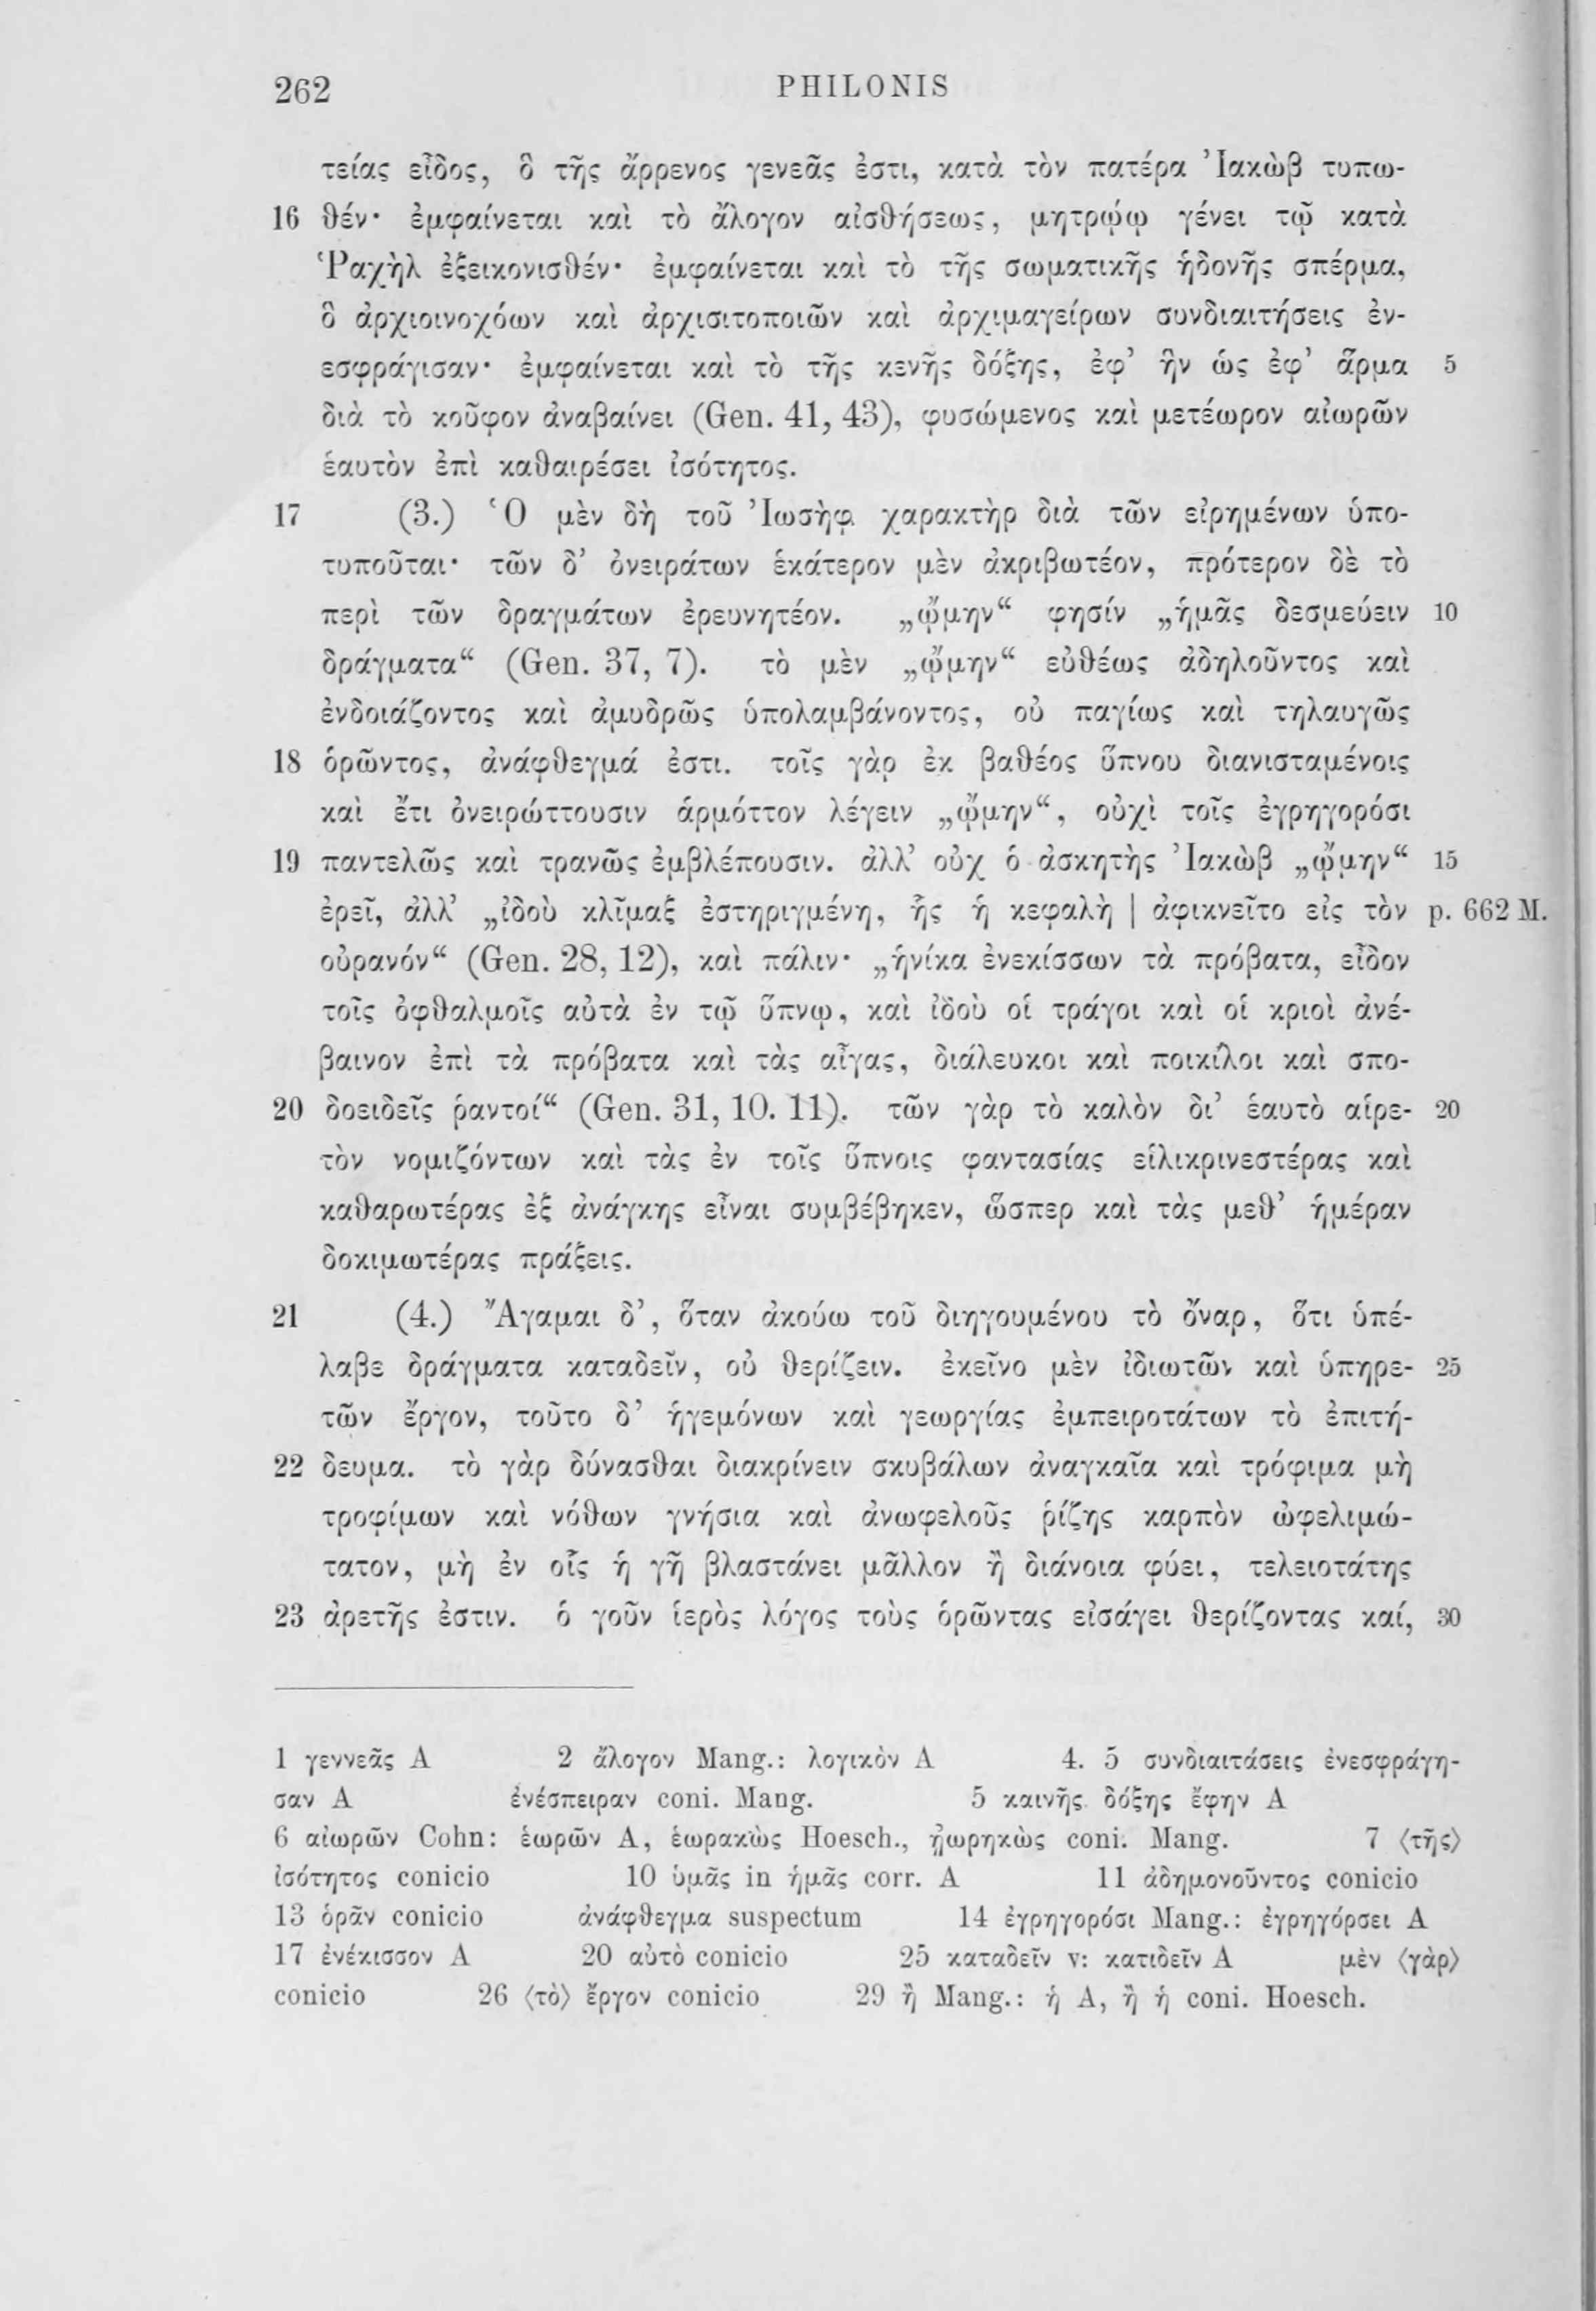 262 PHILONIS
τείας εἶδος, ὃ τῆς ἄρρενος γενεᾶς ἐστι, κατὰ τὸν πατέρα Ἰακὼβ τυπω-
16 θέν· ἐμφαίνεται καὶ τὸ ἄλογον αἰσθήσεως, μητρῴῳ γένει τῷ κατὰ
Ῥαχὴλ ἐξεικονισθέν· ἐμφαίνεται καὶ τὸ τῆς σωματικῆς ἡδονῆς σπέρμα,
ὃ ἀρχιοινοχόων καὶ ἀρχισιτοποιῶν καὶ ἀρχιμαγείρων συνδιαιτήσεις ἐν-
εσφράγισαν· ἐμφαίνεται καὶ τὸ τῆς κενῆς δόξης, ἐφ’ ἣν ὡς ἐφ’ ἅρμα 5
διὰ τὸ κοῦφον ἀναβαίνει (Gen. 41, 43), φυσώμενος καὶ μετέωρον αἰωρῶν
ἑαυτὸν ἐπὶ καθαιρέσει ἰσότητος.
17 (3.) Ὁ μὲν δὴ τοῦ Ἰωσὴφ χαρακτὴρ διὰ τῶν εἰρημένων ὑπο-
τυποῦται· τῶν δ’ ὀνειράτων ἑκάτερον μὲν ἀκριβωτέον, πρότερον δὲ τὸ
περὶ τῶν δραγμάτων ἐρευνητέον. „ᾤμην“ φησίν „ἡμᾶς δεσμεύειν 10
δράγματα“ (Gen. 37, 7). τὸ μὲν „ᾤμην“ εὐθέως ἀδηλοῦντος καὶ
ἐνδοιάζοντος καὶ ἀμυδρῶς ὑπολαμβάνοντος, οὐ παγίως καὶ τηλαυγῶς
18 ὁρῶντος, ἀνάφθεγμά ἐστι. τοῖς γὰρ ἐκ βαθέος ὕπνου διανισταμένοις
καὶ ἔτι ὀνειρώττουσιν ἁρμόττον λέγειν „ᾤμην“, οὐχὶ τοῖς ἐγρηγορόσι
19 παντελῶς καὶ τρανῶς ἐμβλέπουσιν. ἀλλ’ οὐχ ὁ ἀσκητὴς Ἰακὼβ „ᾤμην“ 15
ἐρεῖ, ἀλλ’ „ἰδοὺ κλῖμαξ ἐστηριγμένη, ἧς ἡ κεφαλὴ | ἀφικνεῖτο εἰς τὸν p. 662 M.
οὐρανόν“ (Gen. 28, 12), καὶ πάλιν· „ἡνίκα ἐνεκίσσων τὰ πρόβατα, εἶδον
τοῖς ὀφθαλμοῖς αὐτὰ ἐν τῷ ὕπνῳ, καὶ ἰδοὺ οἱ τράγοι καὶ οἱ κριοὶ ἀνέ-
βαινον ἐπὶ τὰ πρόβατα καὶ τὰς αἶγας, διάλευκοι καὶ ποικίλοι καὶ σπο-
20 δοειδεῖς ῥαντοί“ (Gen. 31, 10. 11). τῶν γὰρ τὸ καλὸν δι’ ἑαυτὸ αἱρε- 20
τὸν νομιζόντων καὶ τὰς ἐν τοῖς ὕπνοις φαντασίας εἱλικρινεστέρας καὶ
καθαρωτέρας ἐξ ἀνάγκης εἶναι συμβέβηκεν, ὥσπερ καὶ τὰς μεθ’ ἡμέραν
δοκιμωτέρας πράξεις.
21 (4.) Ἄγαμαι δ’, ὅταν ἀκούω τοῦ διηγουμένου τὸ ὄναρ, ὅτι ὑπέ-
λαβε δράγματα καταδεῖν, οὐ θερίζειν. ἐκεῖνο μὲν ἰδιωτῶν καὶ ὑπηρε- 25
τῶν ἔργον, τοῦτο δ’ ἡγεμόνων καὶ γεωργίας ἐμπειροτάτων τὸ ἐπιτή-
22 δευμα. τὸ γὰρ δύνασθαι διακρίνειν σκυβάλων ἀναγκαῖα καὶ τρόφιμα μὴ
τροφίμων καὶ νόθων γνήσια καὶ ἀνωφελοῦς ῥίζης καρπὸν ὠφελιμώ-
τατον, μὴ ἐν οἷς ἡ γῆ βλαστάνει μᾶλλον ἢ διάνοια φύει, τελειοτάτης
23 ἀρετῆς ἐστιν. ὁ γοῦν ἱερὸς λόγος τοὺς ὁρῶντας εἰσάγει θερίζοντας καί, 30
1 γεννεᾶς A 2 ἄλογον Mang.: λογικὸν A 4. 5 συνδιαιτάσεις ἐνεσφράγη-
σαν A ἐνέσπειραν coni. Mang. 5 καινῆς δόξης ἔφην A
6 αἰωρῶν Cohn: ἑωρῶν A, ἑωρακὼς Hoesch., ᾐωρηκὼς coni. Mang. 7 〈τῆς〉
ἰσότητος conicio 10 ὑμᾶς in ἡμᾶς corr. A 11 ἀδημονοῦντος conicio
13 ὁρᾶν conicio ἀνάφθεγμα suspectum 14 ἐγρηγορόσι Mang.: ἐγρηγόρσει A
17 ἐνέκισσον A 20 αὐτὸ conicio 25 καταδεῖν v: κατιδεῖν A μὲν 〈γὰρ〉
conicio 26 〈τὸ〉 ἔργον conicio 29 ἢ Mang.: ἡ A, ἢ ἡ coni. Hoesch.